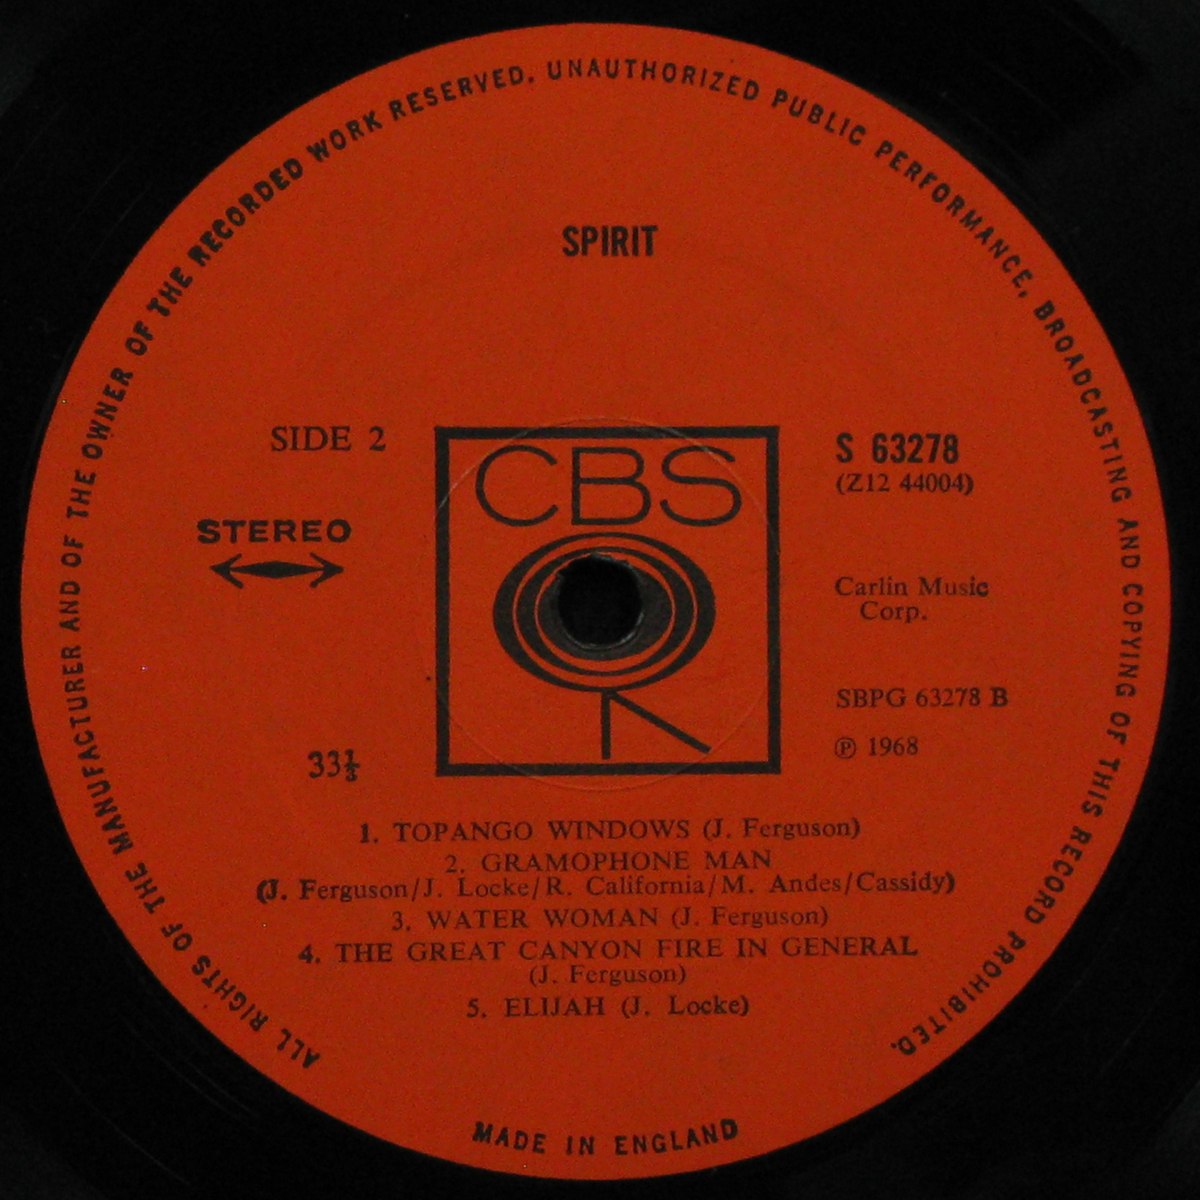 ALL RIGHTS OF THE MANUFACTURER AND OF THE OWNER OF THE RECORDED WORK RESERVED. UNAUTHORIZED PUBLIC PERFORMANCE, BROADCASTING AND COPYING OF THIS RECORD PROHIBITED.
SPIRIT
SIDE 2
STEREO
33⅓
CBS
S 63278
(Z12 44004)
Carlin Music
Corp.
SBPG 63278 B
℗ 1968
1. TOPANGO WINDOWS (J. Ferguson)
2. GRAMOPHONE MAN
(J. Ferguson/J. Locke/R. California/M. Andes/Cassidy)
3. WATER WOMAN (J. Ferguson)
4. THE GREAT CANYON FIRE IN GENERAL
(J. Ferguson)
5. ELIJAH (J. Locke)
MADE IN ENGLAND